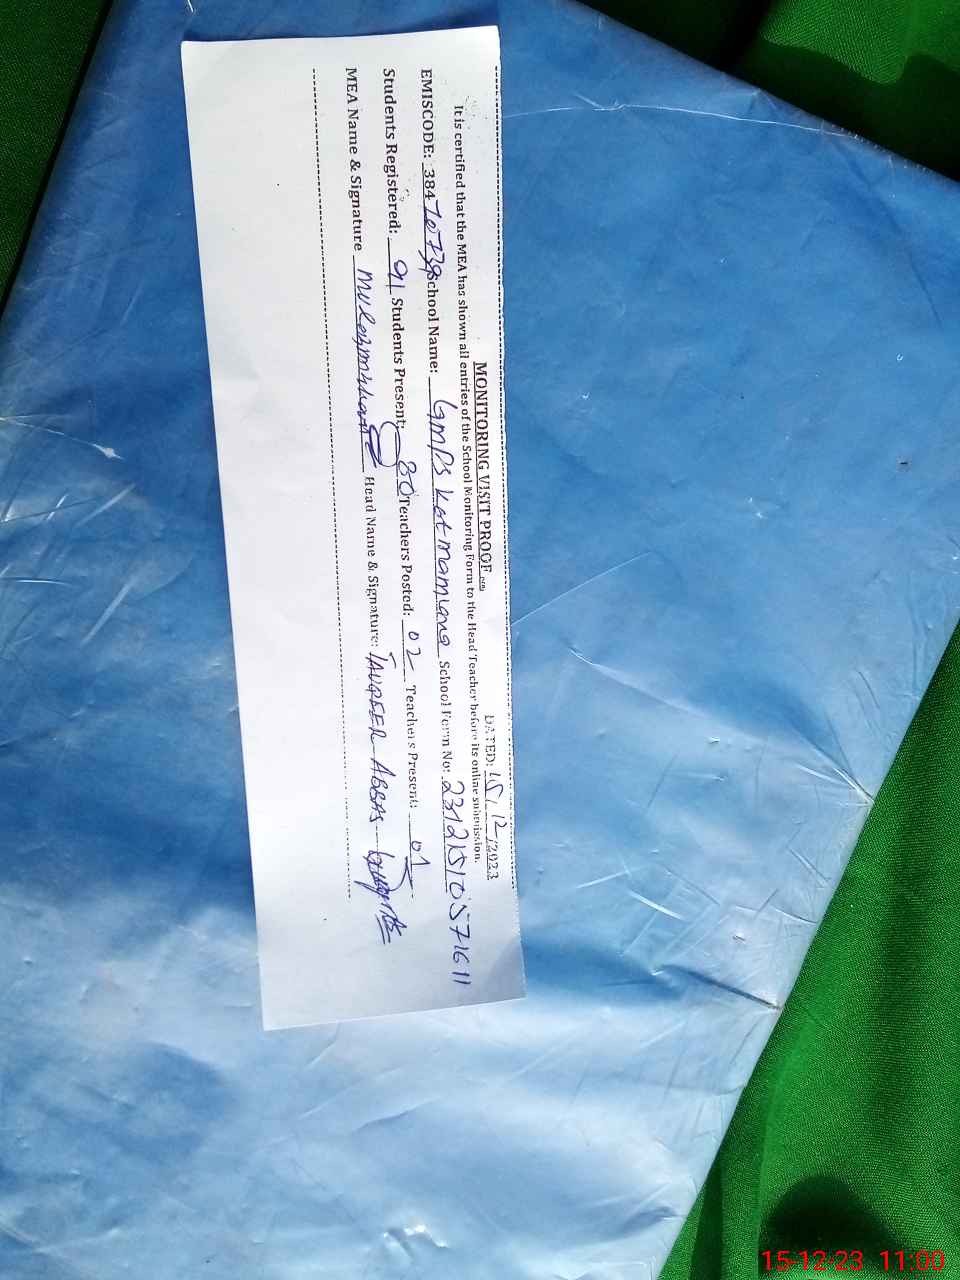 MONITORING VISIT PROOF
DATED: 15/12/2023
It is certified that the MEA has shown all entries of the School Monitoring Form to the Head Teacher before its online submission.
EMISCODE: 384 School Name: GMPS Kot mamiana School Form No: 23121510571611
Students Registered: 91 Students Present: 80 Teachers Posted: 02 Teachers Present: 01
MEA Name & Signature Head Name & Signature: TAUQEER ABBAS
15-12-23 11:00